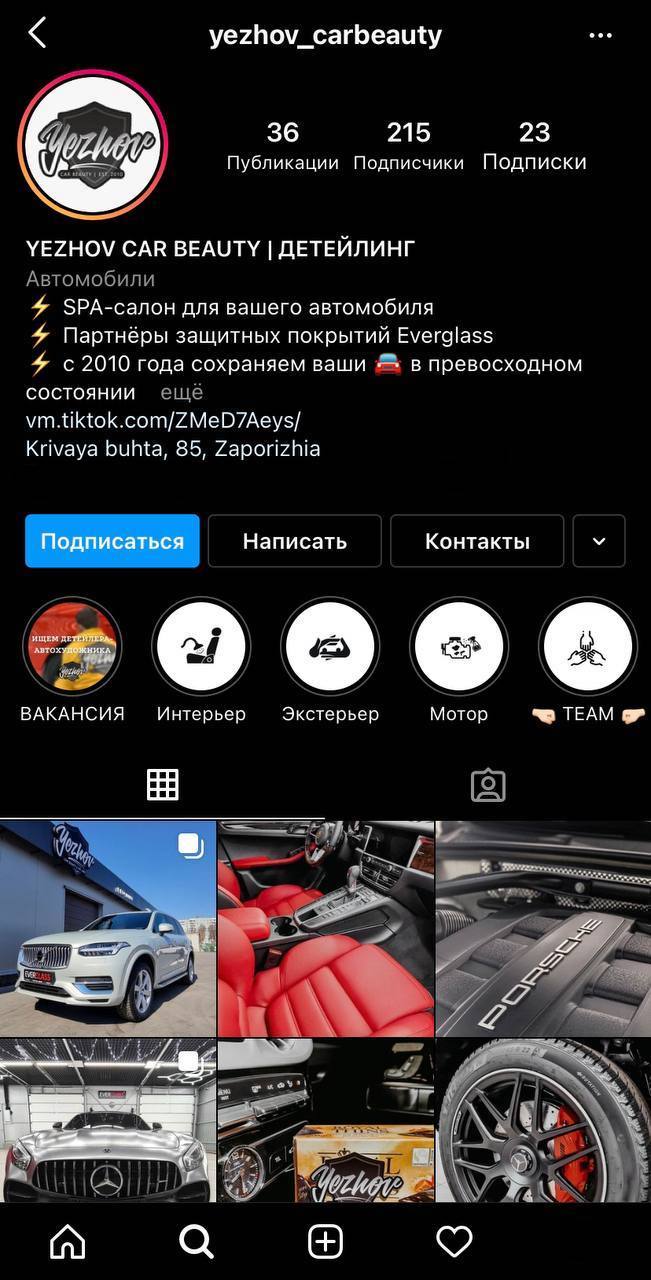 yezhov_carbeauty
Yezhov
CAR BEAUTY | EST. 2010
36 215 23
Публикации Подписчики Подписки
YEZHOV CAR BEAUTY | ДЕТЕЙЛИНГ
Автомобили
⚡ SPA-салон для вашего автомобиля
⚡ Партнёры защитных покрытий Everglass
⚡ с 2010 года сохраняем ваши 🚘 в превосходном
состоянии ещё
vm.tiktok.com/ZMeD7Aeys/
Krivaya buhta, 85, Zaporizhia
Подписаться Написать Контакты
ИЩЕМ ДЕТЕЙЛЕРА-
АВТОХУДОЖНИКА
Yezhov
ВАКАНСИЯ Интерьер Экстерьер Мотор 🤜🏻 TEAM 🤛🏻
Yezhov
EVERGLASS
PORSCHE
EVERGLASS
Yezhov